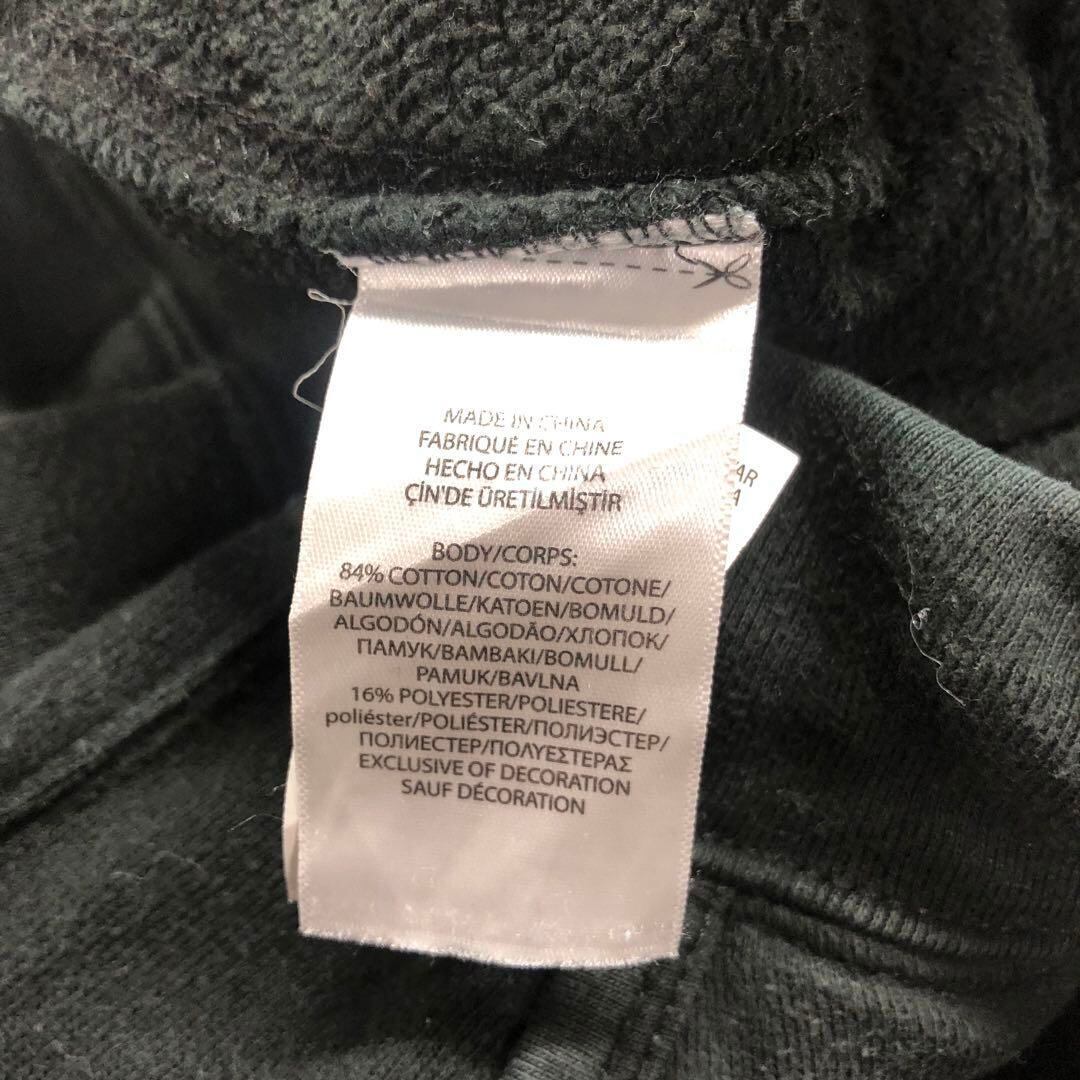 MADE IN CHINA
FABRIQUÉ EN CHINE
HECHO EN CHINA
ÇİN'DE ÜRETİLMİŞTİR
BODY/CORPS:
84% COTTON/COTON/COTONE/
BAUMWOLLE/KATOEN/BOMULD/
ALGODÓN/ALGODÃO/ХЛОПОК/
ПАМУК/BAMBAKI/BOMULL/
PAMUK/BAVLNA
16% POLYESTER/POLIESTERE/
poliéster/POLIÉSTER/ПОЛИЭСТЕР/
ПОЛИЕСТЕР/ΠΟΛΥΕΣΤΕΡΑΣ
EXCLUSIVE OF DECORATION
SAUF DÉCORATION